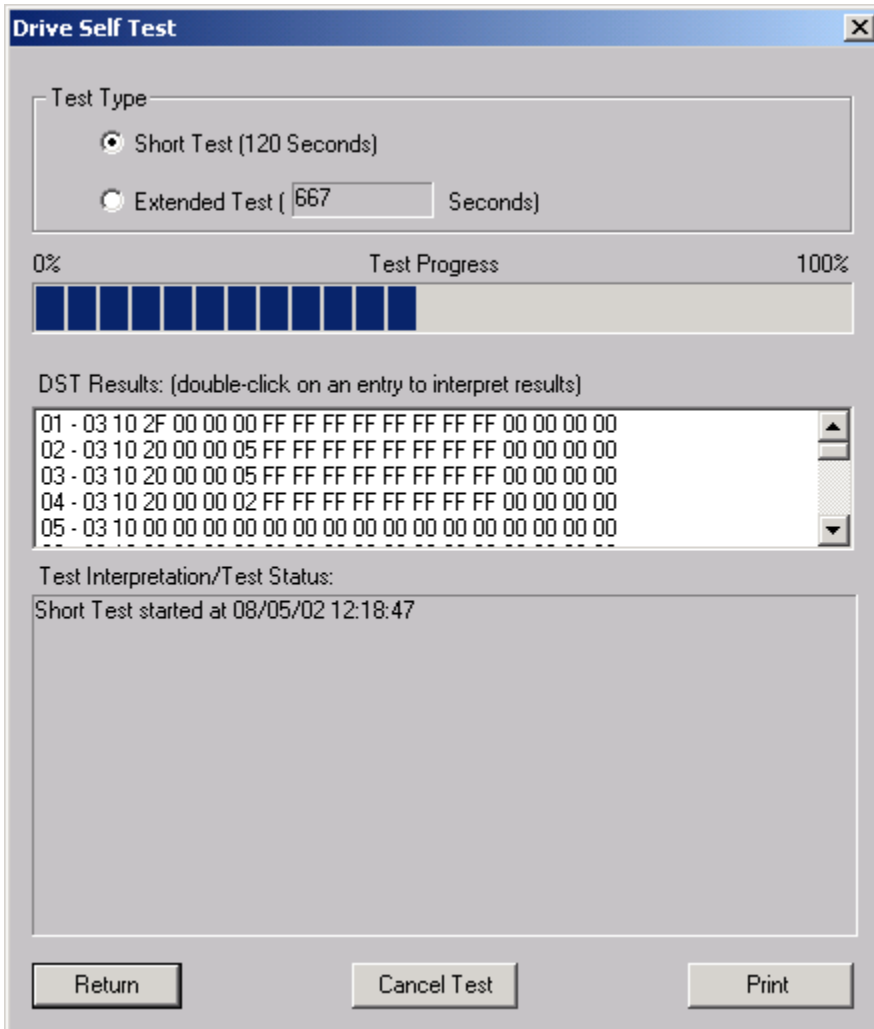 Drive Self Test
Test Type
Short Test (120 Seconds)
Extended Test ( 667 Seconds)
0% Test Progress 100%
DST Results: (double-click on an entry to interpret results)
01 - 03 10 2F 00 00 00 FF FF FF FF FF FF FF FF 00 00 00 00
02 - 03 10 20 00 00 05 FF FF FF FF FF FF FF FF 00 00 00 00
03 - 03 10 20 00 00 05 FF FF FF FF FF FF FF FF 00 00 00 00
04 - 03 10 20 00 00 02 FF FF FF FF FF FF FF FF 00 00 00 00
05 - 03 10 00 00 00 00 00 00 00 00 00 00 00 00 00 00 00 00
Test Interpretation/Test Status:
Short Test started at 08/05/02 12:18:47
Return Cancel Test Print